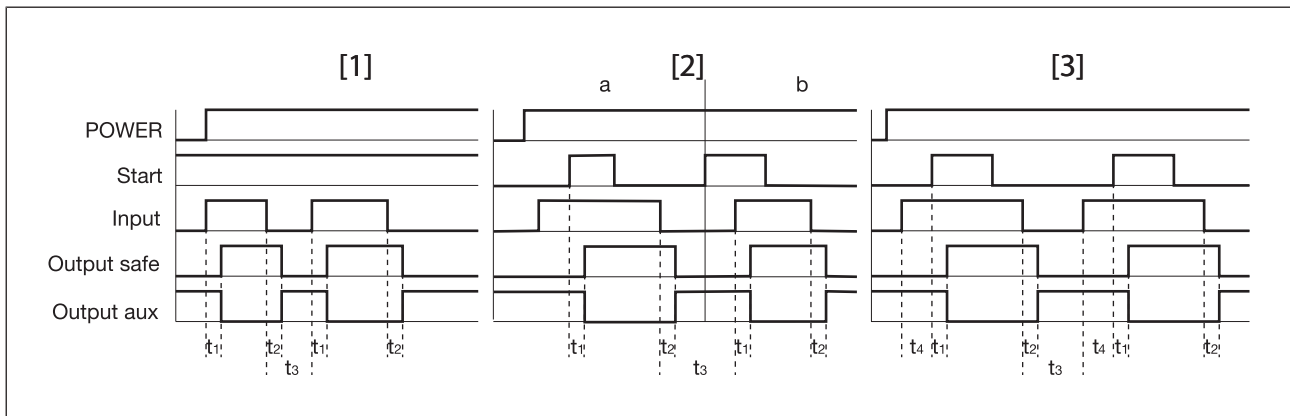 [1] [2] [3]
a b
POWER
Start
Input
Output safe
Output aux
t1 t2 t1 t2 t1 t2 t1 t2 t4 t1 t2 t4 t1 t2
t3 t3 t3